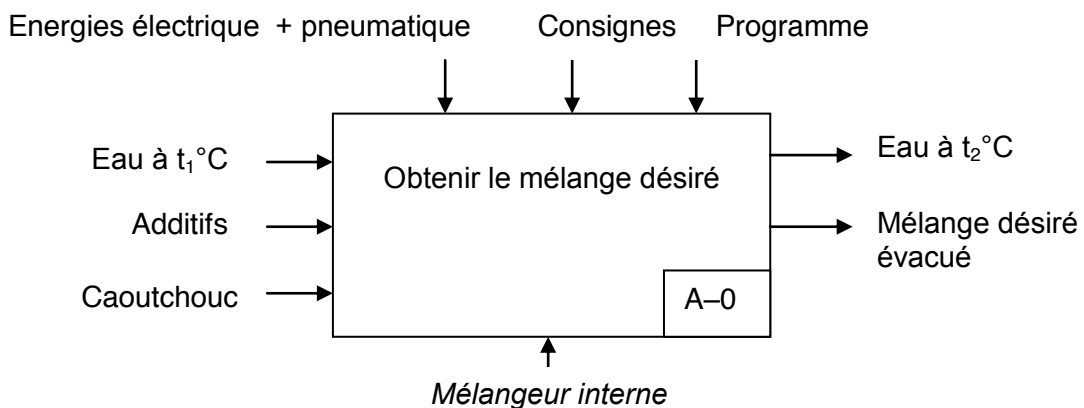 Energies électrique + pneumatique Consignes Programme
Eau à t₁°C
Eau à t₂°C
Obtenir le mélange désiré
Additifs
Mélange désiré
évacué
Caoutchouc
A–0
Mélangeur interne